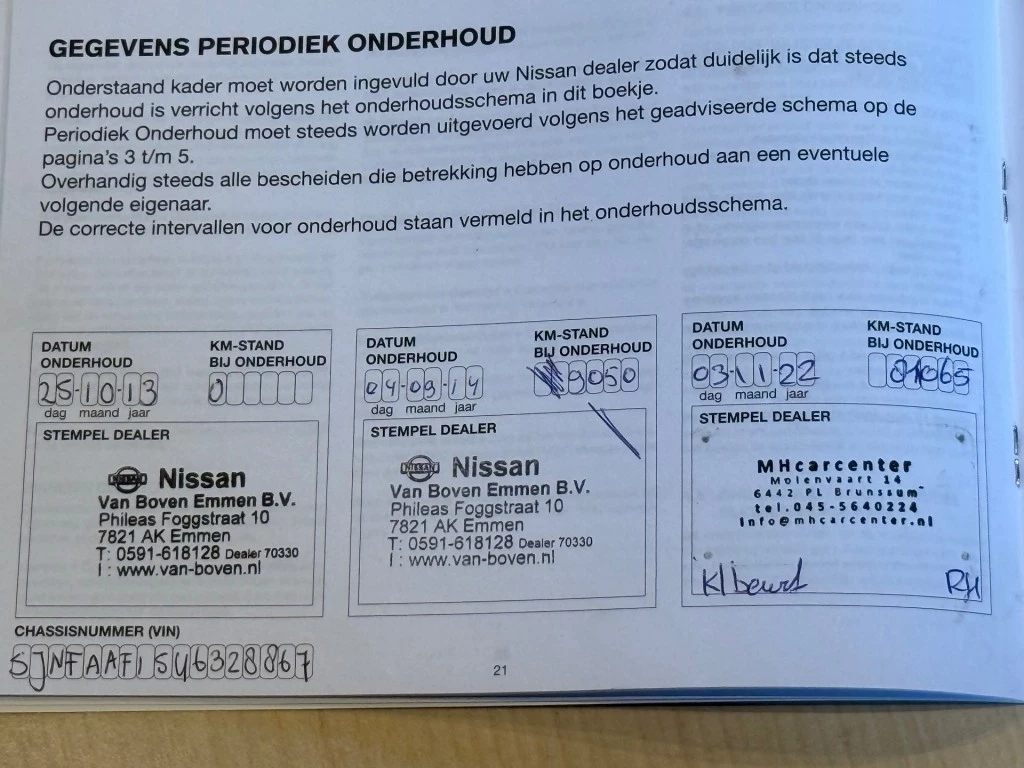 GEGEVENS PERIODIEK ONDERHOUD
Onderstaand kader moet worden ingevuld door uw Nissan dealer zodat duidelijk is dat steeds
onderhoud is verricht volgens het onderhoudsschema in dit boekje.
Periodiek Onderhoud moet steeds worden uitgevoerd volgens het geadviseerde schema op de
pagina's 3 t/m 5.
Overhandig steeds alle bescheiden die betrekking hebben op onderhoud aan een eventuele
volgende eigenaar.
De correcte intervallen voor onderhoud staan vermeld in het onderhoudsschema.
DATUM
ONDERHOUD
KM-STAND
BIJ ONDERHOUD
25-10-13
0
dag maand jaar
STEMPEL DEALER
NISSAN Nissan
Van Boven Emmen B.V.
Phileas Foggstraat 10
7821 AK Emmen
T: 0591-618128 Dealer 70330
I : www.van-boven.nl
DATUM
ONDERHOUD
KM-STAND
BIJ ONDERHOUD
04-09-14
9050
dag maand jaar
STEMPEL DEALER
NISSAN Nissan
Van Boven Emmen B.V.
Phileas Foggstraat 10
7821 AK Emmen
T: 0591-618128 Dealer 70330
I : www.van-boven.nl
DATUM
ONDERHOUD
KM-STAND
BIJ ONDERHOUD
03-11-22
81065
dag maand jaar
STEMPEL DEALER
MHcarcenter
Molenvaart 14
6442 PL Brunssum
tel.045-5640224
Info@mhcarcenter.nl
Kl beurt
RH
CHASSISNUMMER (VIN)
SJNFAAF15U6328867
21